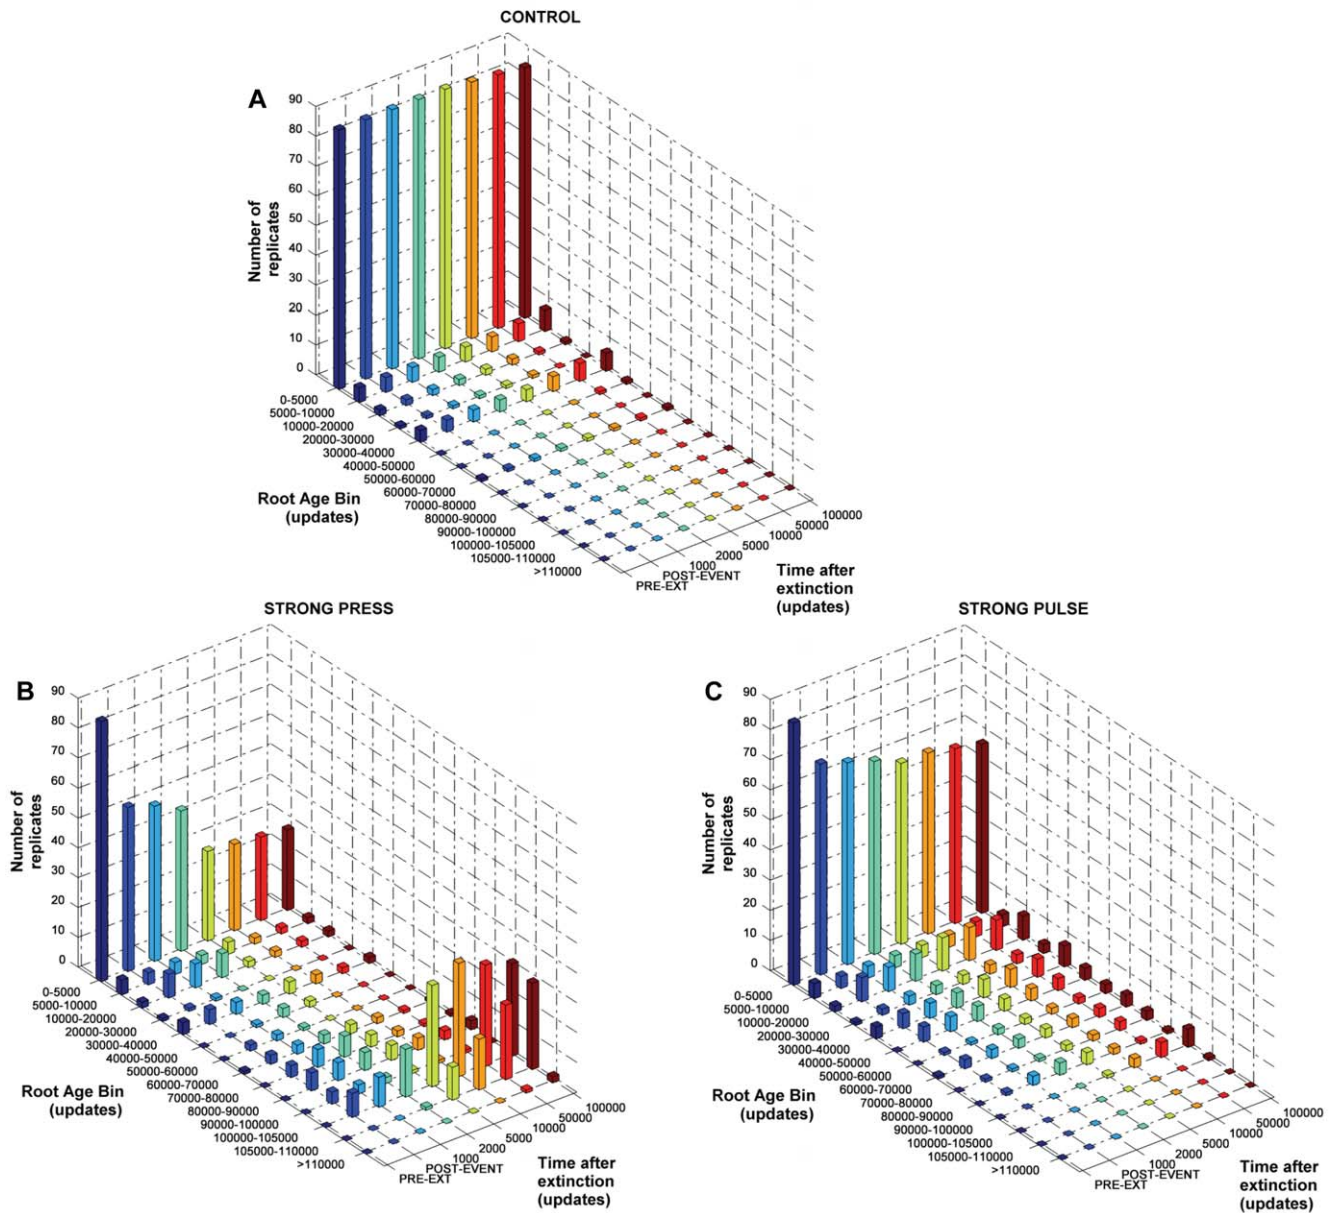 CONTROL
A
90
80
70
60
50
40
30
20
10
0
Number of
replicates
0-5000
5000-10000
10000-20000
20000-30000
30000-40000
40000-50000
50000-60000
60000-70000
70000-80000
80000-90000
90000-100000
100000-105000
105000-110000
>110000
Root Age Bin
(updates)
PRE-EXT
POST-EVENT
1000
2000
5000
10000
50000
100000
Time after
extinction
(updates)
STRONG PRESS
B
90
80
70
60
50
40
30
20
10
0
Number of
replicates
0-5000
5000-10000
10000-20000
20000-30000
30000-40000
40000-50000
50000-60000
60000-70000
70000-80000
80000-90000
90000-100000
100000-105000
105000-110000
>110000
Root Age Bin
(updates)
PRE-EXT
POST-EVENT
1000
2000
5000
10000
50000
100000
Time after
extinction
(updates)
STRONG PULSE
C
90
80
70
60
50
40
30
20
10
0
Number of
replicates
0-5000
5000-10000
10000-20000
20000-30000
30000-40000
40000-50000
50000-60000
60000-70000
70000-80000
80000-90000
90000-100000
100000-105000
105000-110000
>110000
Root Age Bin
(updates)
PRE-EXT
POST-EVENT
1000
2000
5000
10000
50000
100000
Time after
extinction
(updates)